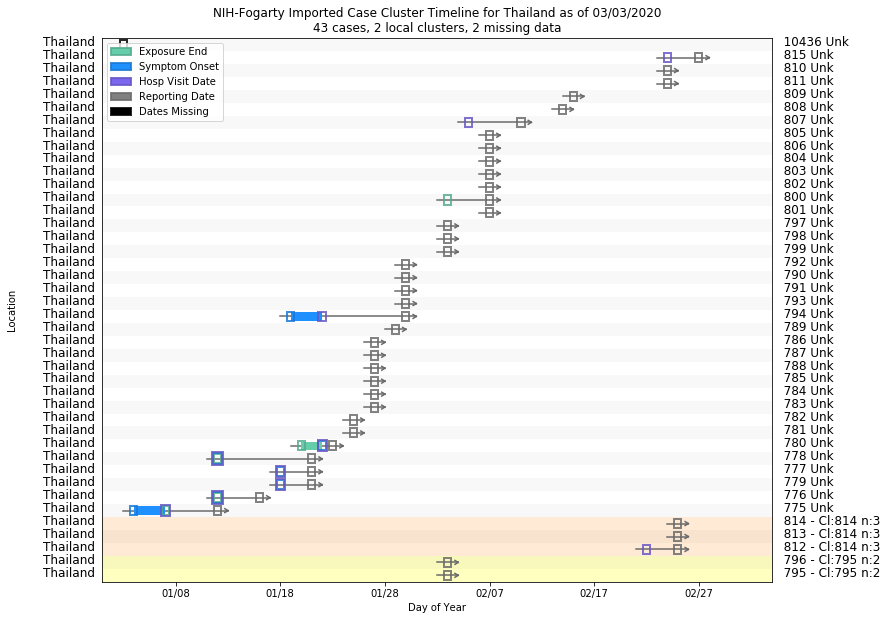 NIH-Fogarty Imported Case Cluster Timeline for Thailand as of 03/03/2020
43 cases, 2 local clusters, 2 missing data
Exposure End
Symptom Onset
Hosp Visit Date
Reporting Date
Dates Missing
Location
Thailand 10436 Unk
Thailand 815 Unk
Thailand 810 Unk
Thailand 811 Unk
Thailand 809 Unk
Thailand 808 Unk
Thailand 807 Unk
Thailand 805 Unk
Thailand 806 Unk
Thailand 804 Unk
Thailand 803 Unk
Thailand 802 Unk
Thailand 800 Unk
Thailand 801 Unk
Thailand 797 Unk
Thailand 798 Unk
Thailand 799 Unk
Thailand 792 Unk
Thailand 790 Unk
Thailand 791 Unk
Thailand 793 Unk
Thailand 794 Unk
Thailand 789 Unk
Thailand 786 Unk
Thailand 787 Unk
Thailand 788 Unk
Thailand 785 Unk
Thailand 784 Unk
Thailand 783 Unk
Thailand 782 Unk
Thailand 781 Unk
Thailand 780 Unk
Thailand 778 Unk
Thailand 777 Unk
Thailand 779 Unk
Thailand 776 Unk
Thailand 775 Unk
Thailand 814 - Cl:814 n:3
Thailand 813 - Cl:814 n:3
Thailand 812 - Cl:814 n:3
Thailand 796 - Cl:795 n:2
Thailand 795 - Cl:795 n:2
01/08 01/18 01/28 02/07 02/17 02/27
Day of Year